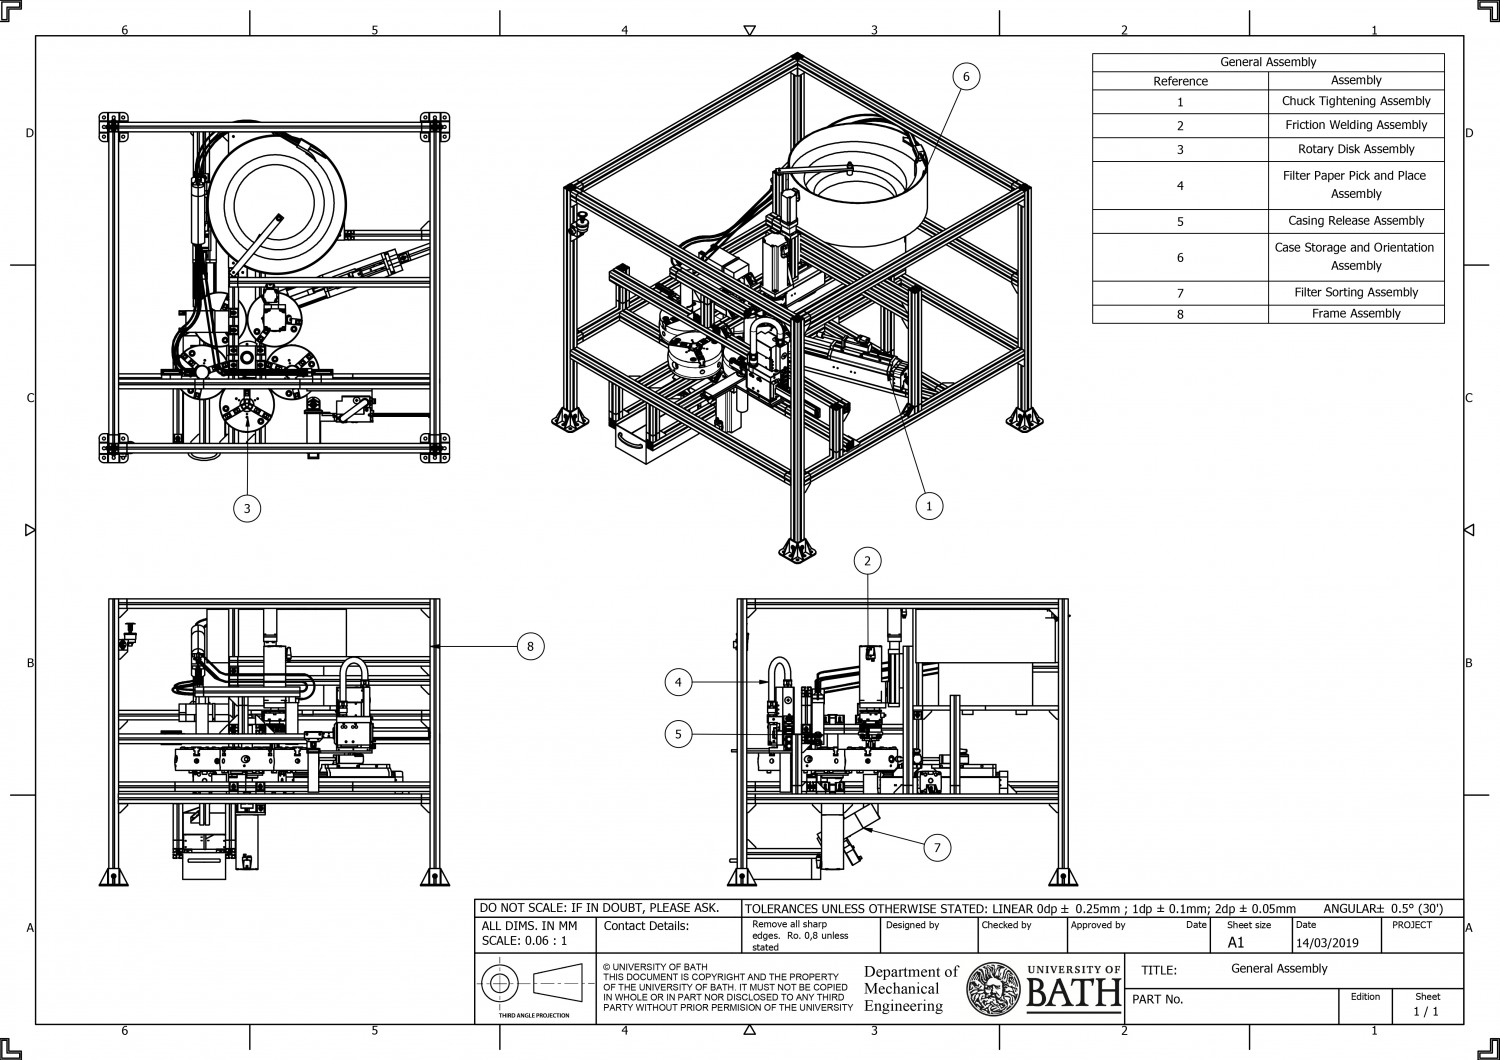 6 5 4 3 2 1
D
D
C
C
B
B
A
A
General Assembly
Reference Assembly
1 Chuck Tightening Assembly
2 Friction Welding Assembly
3 Rotary Disk Assembly
4 Filter Paper Pick and Place
Assembly
5 Casing Release Assembly
6 Case Storage and Orientation
Assembly
7 Filter Sorting Assembly
8 Frame Assembly
6
3
1
2
8
4
5
7
DO NOT SCALE: IF IN DOUBT, PLEASE ASK.
TOLERANCES UNLESS OTHERWISE STATED: LINEAR 0dp ± 0.25mm ; 1dp ± 0.1mm; 2dp ± 0.05mm ANGULAR± 0.5° (30')
ALL DIMS. IN MM
SCALE: 0.06 : 1
Contact Details:
Remove all sharp
edges. Ro. 0,8 unless
stated
Designed by
Checked by
Approved by Date
Sheet size
A1
Date
14/03/2019
PROJECT
THIRD ANGLE PROJECTION
© UNIVERSITY OF BATH
THIS DOCUMENT IS COPYRIGHT AND THE PROPERTY
OF THE UNIVERSITY OF BATH. IT MUST NOT BE COPIED
IN WHOLE OR IN PART NOR DISCLOSED TO ANY THIRD
PARTY WITHOUT PRIOR PERMISION OF THE UNIVERSITY
Department of
Mechanical
Engineering
UNIVERSITY OF
BATH
TITLE: General Assembly
PART No.
Edition
Sheet
1 / 1
6 5 4 3 2 1